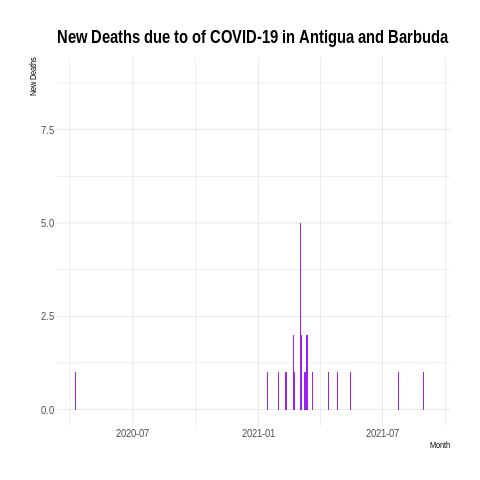 New Deaths due to of COVID-19 in Antigua and Barbuda
New Deaths
7.5
5.0
2.5
0.0
2020-07
2021-01
2021-07
Month